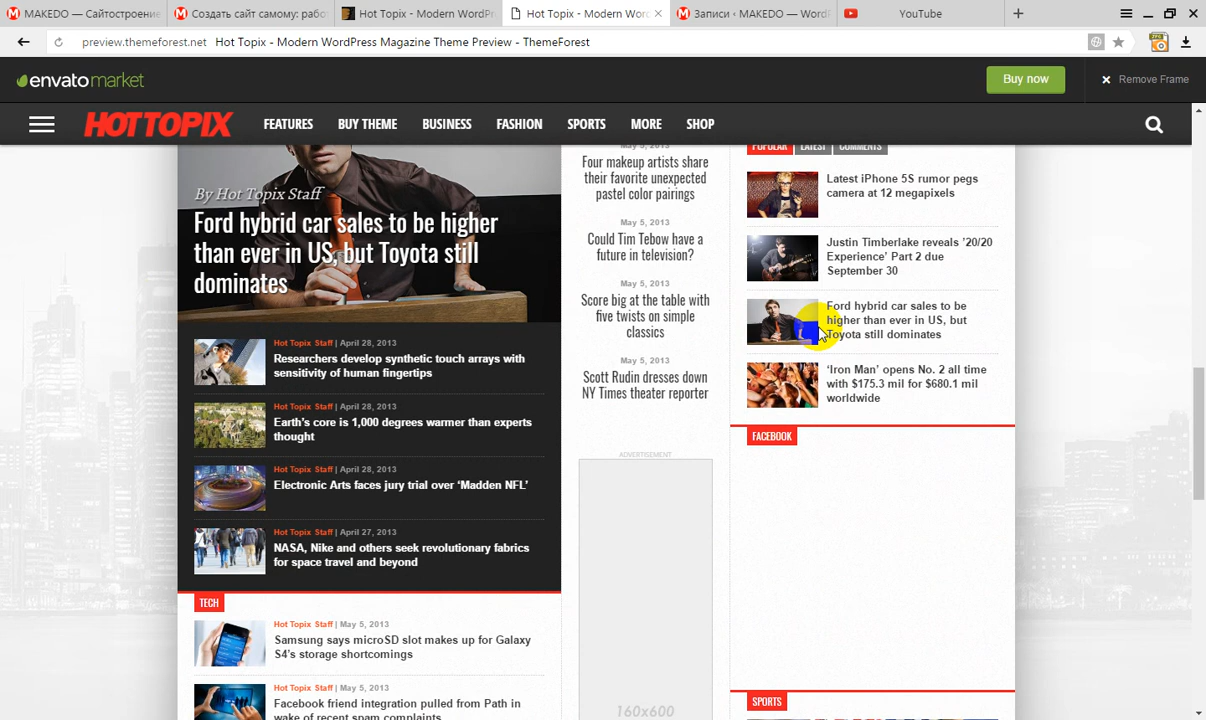 MAKEDO — Сайтостроение
Создать сайт самому: рабо
Hot Topix - Modern WordPr
Hot Topix - Modern Wor
Записи ‹ MAKEDO — WordP
YouTube
preview.themeforest.net Hot Topix - Modern WordPress Magazine Theme Preview - ThemeForest
envatomarket
Buy now
Remove Frame
HOTTOPIX
FEATURES
BUY THEME
BUSINESS
FASHION
SPORTS
MORE
SHOP
By Hot Topix Staff
Ford hybrid car sales to be higher
than ever in US, but Toyota still
dominates
Hot Topix Staff | April 28, 2013
Researchers develop synthetic touch arrays with
sensitivity of human fingertips
Hot Topix Staff | April 28, 2013
Earth's core is 1,000 degrees warmer than experts
thought
Hot Topix Staff | April 28, 2013
Electronic Arts faces jury trial over ‘Madden NFL’
Hot Topix Staff | April 27, 2013
NASA, Nike and others seek revolutionary fabrics
for space travel and beyond
TECH
Hot Topix Staff | May 5, 2013
Samsung says microSD slot makes up for Galaxy
S4's storage shortcomings
Hot Topix Staff | May 5, 2013
Facebook friend integration pulled from Path in
wake of recent spam complaints
May 5, 2013
Four makeup artists share
their favorite unexpected
pastel color pairings
May 5, 2013
Could Tim Tebow have a
future in television?
May 5, 2013
Score big at the table with
five twists on simple
classics
May 5, 2013
Scott Rudin dresses down
NY Times theater reporter
ADVERTISEMENT
160x600
POPULAR
LATEST
COMMENTS
Latest iPhone 5S rumor pegs
camera at 12 megapixels
Justin Timberlake reveals ’20/20
Experience’ Part 2 due
September 30
Ford hybrid car sales to be
higher than ever in US, but
Toyota still dominates
‘Iron Man’ opens No. 2 all time
with $175.3 mil for $680.1 mil
worldwide
FACEBOOK
SPORTS